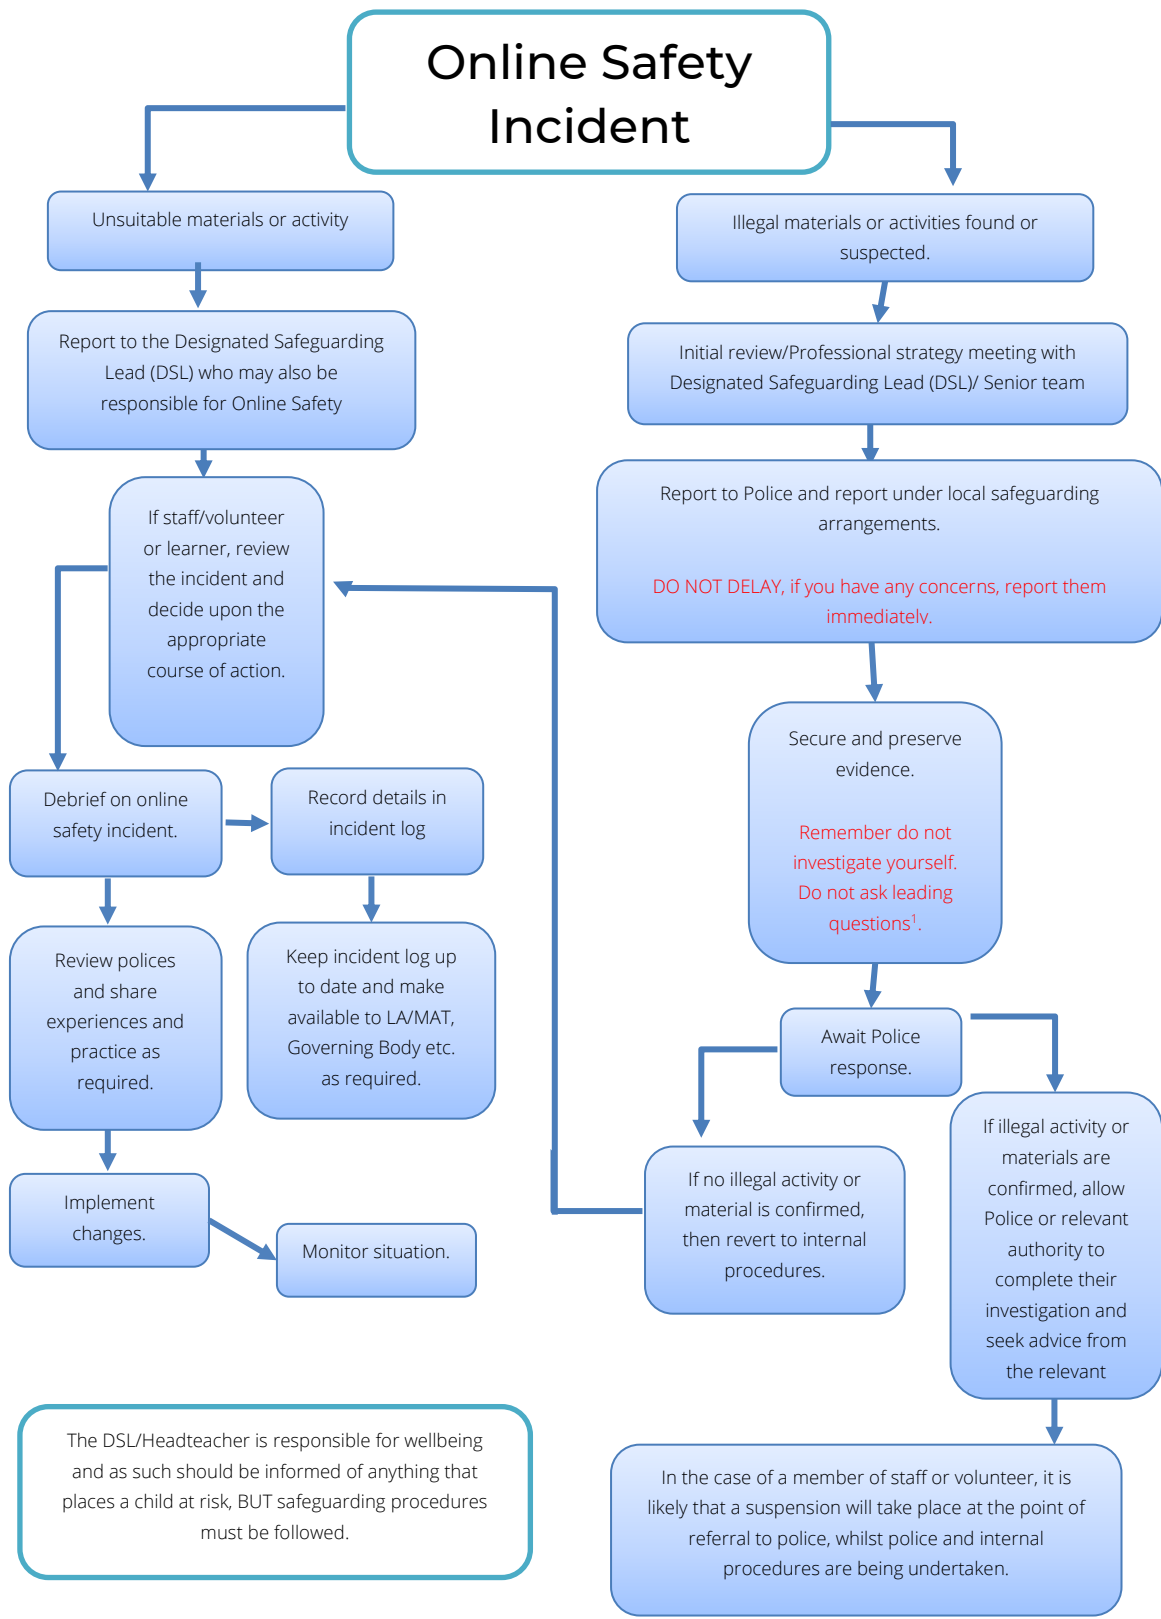 Online Safety
Incident
Unsuitable materials or activity
Report to the Designated Safeguarding
Lead (DSL) who may also be
responsible for Online Safety
If staff/volunteer
or learner, review
the incident and
decide upon the
appropriate
course of action.
Debrief on online
safety incident.
Record details in
incident log
Review polices
and share
experiences and
practice as
required.
Keep incident log up
to date and make
available to LA/MAT,
Governing Body etc.
as required.
Implement
changes.
Monitor situation.
Illegal materials or activities found or
suspected.
Initial review/Professional strategy meeting with
Designated Safeguarding Lead (DSL)/ Senior team
Report to Police and report under local safeguarding
arrangements.
DO NOT DELAY, if you have any concerns, report them
immediately.
Secure and preserve
evidence.
Remember do not
investigate yourself.
Do not ask leading
questions¹.
Await Police
response.
If no illegal activity or
material is confirmed,
then revert to internal
procedures.
If illegal activity or
materials are
confirmed, allow
Police or relevant
authority to
complete their
investigation and
seek advice from
the relevant
In the case of a member of staff or volunteer, it is
likely that a suspension will take place at the point of
referral to police, whilst police and internal
procedures are being undertaken.
The DSL/Headteacher is responsible for wellbeing
and as such should be informed of anything that
places a child at risk, BUT safeguarding procedures
must be followed.